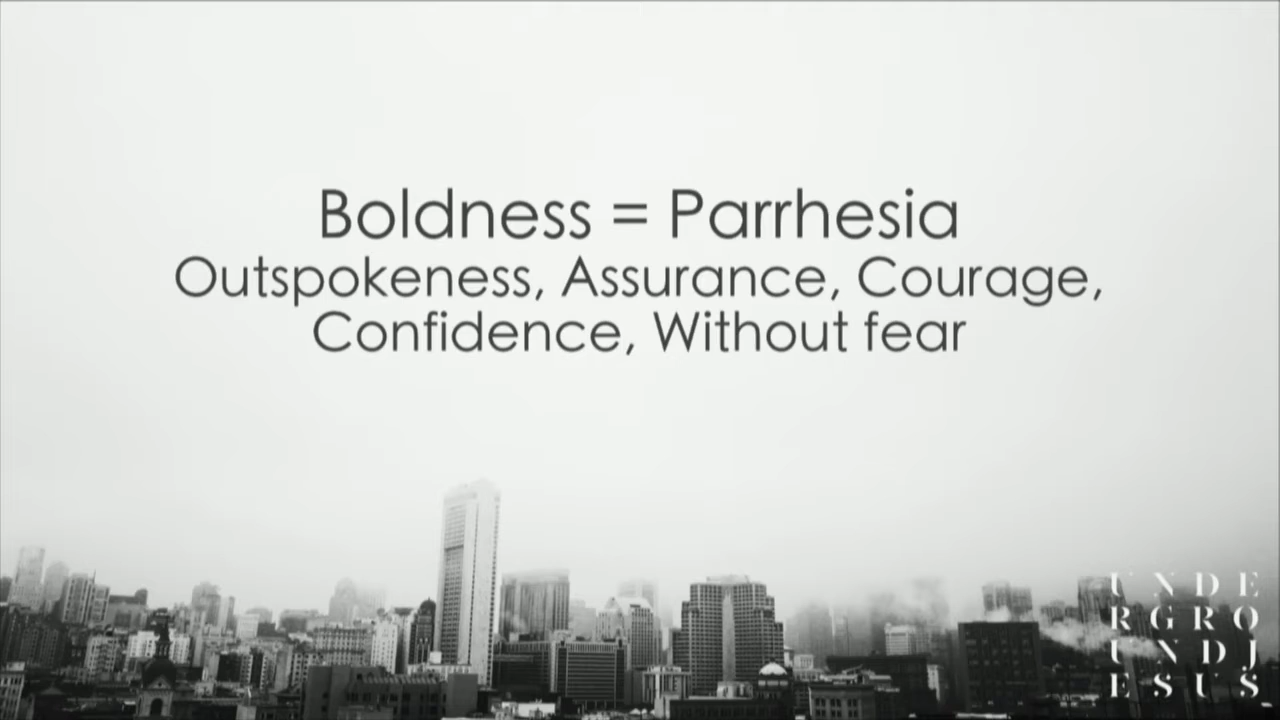 Boldness = Parrhesia
Outspokeness, Assurance, Courage,
Confidence, Without fear
UNDE
RGRO
UNDJ
ESUS